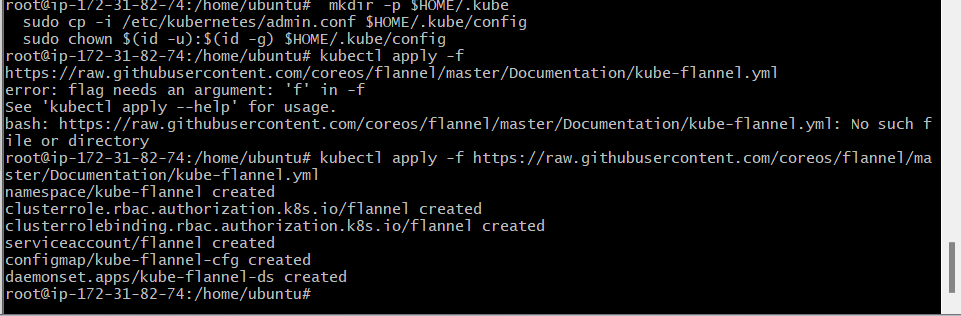 root@ip-172-31-82-74:/home/ubuntu#  mkdir -p $HOME/.kube
  sudo cp -i /etc/kubernetes/admin.conf $HOME/.kube/config
  sudo chown $(id -u):$(id -g) $HOME/.kube/config
root@ip-172-31-82-74:/home/ubuntu# kubectl apply -f
https://raw.githubusercontent.com/coreos/flannel/master/Documentation/kube-flannel.yml
error: flag needs an argument: 'f' in -f
See 'kubectl apply --help' for usage.
bash: https://raw.githubusercontent.com/coreos/flannel/master/Documentation/kube-flannel.yml: No such f
ile or directory
root@ip-172-31-82-74:/home/ubuntu# kubectl apply -f https://raw.githubusercontent.com/coreos/flannel/ma
ster/Documentation/kube-flannel.yml
namespace/kube-flannel created
clusterrole.rbac.authorization.k8s.io/flannel created
clusterrolebinding.rbac.authorization.k8s.io/flannel created
serviceaccount/flannel created
configmap/kube-flannel-cfg created
daemonset.apps/kube-flannel-ds created
root@ip-172-31-82-74:/home/ubuntu#